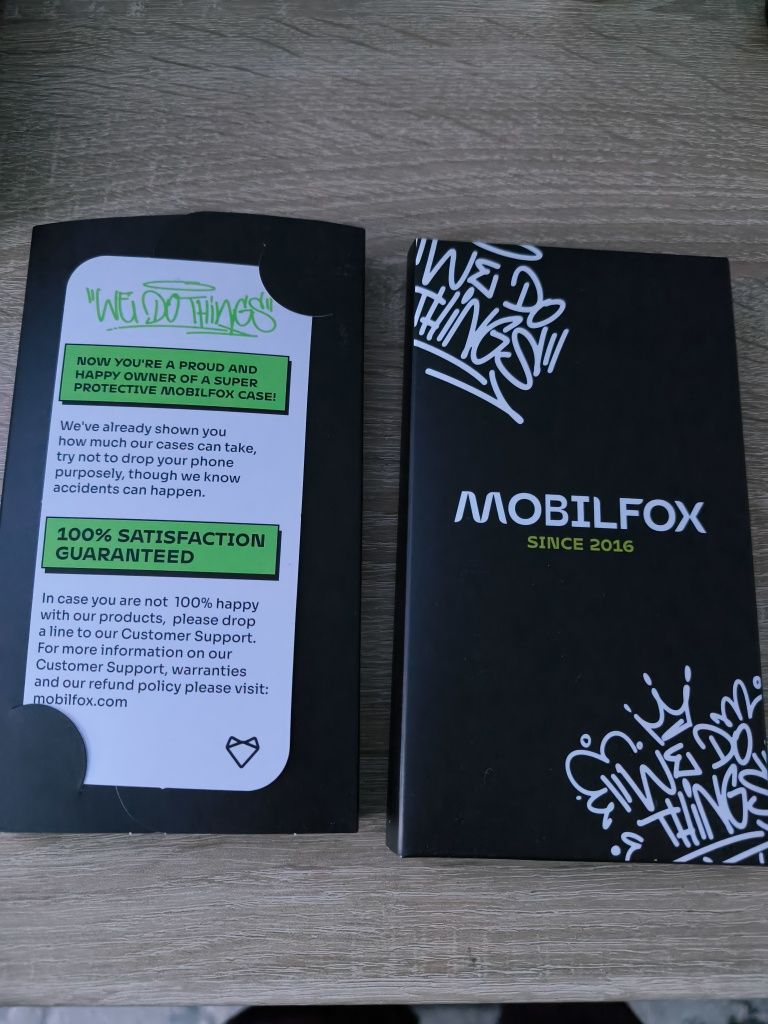 "WE DO THINGS"
NOW YOU'RE A PROUD AND
HAPPY OWNER OF A SUPER
PROTECTIVE MOBILFOX CASE!
We've already shown you
how much our cases can take,
try not to drop your phone
purposely, though we know
accidents can happen.
100% SATISFACTION
GUARANTEED
In case you are not 100% happy
with our products, please drop
a line to our Customer Support.
For more information on our
Customer Support, warranties
and our refund policy please visit:
mobilfox.com
"WE DO
THINGS"
MOBILFOX
SINCE 2016
"WE DO
THINGS